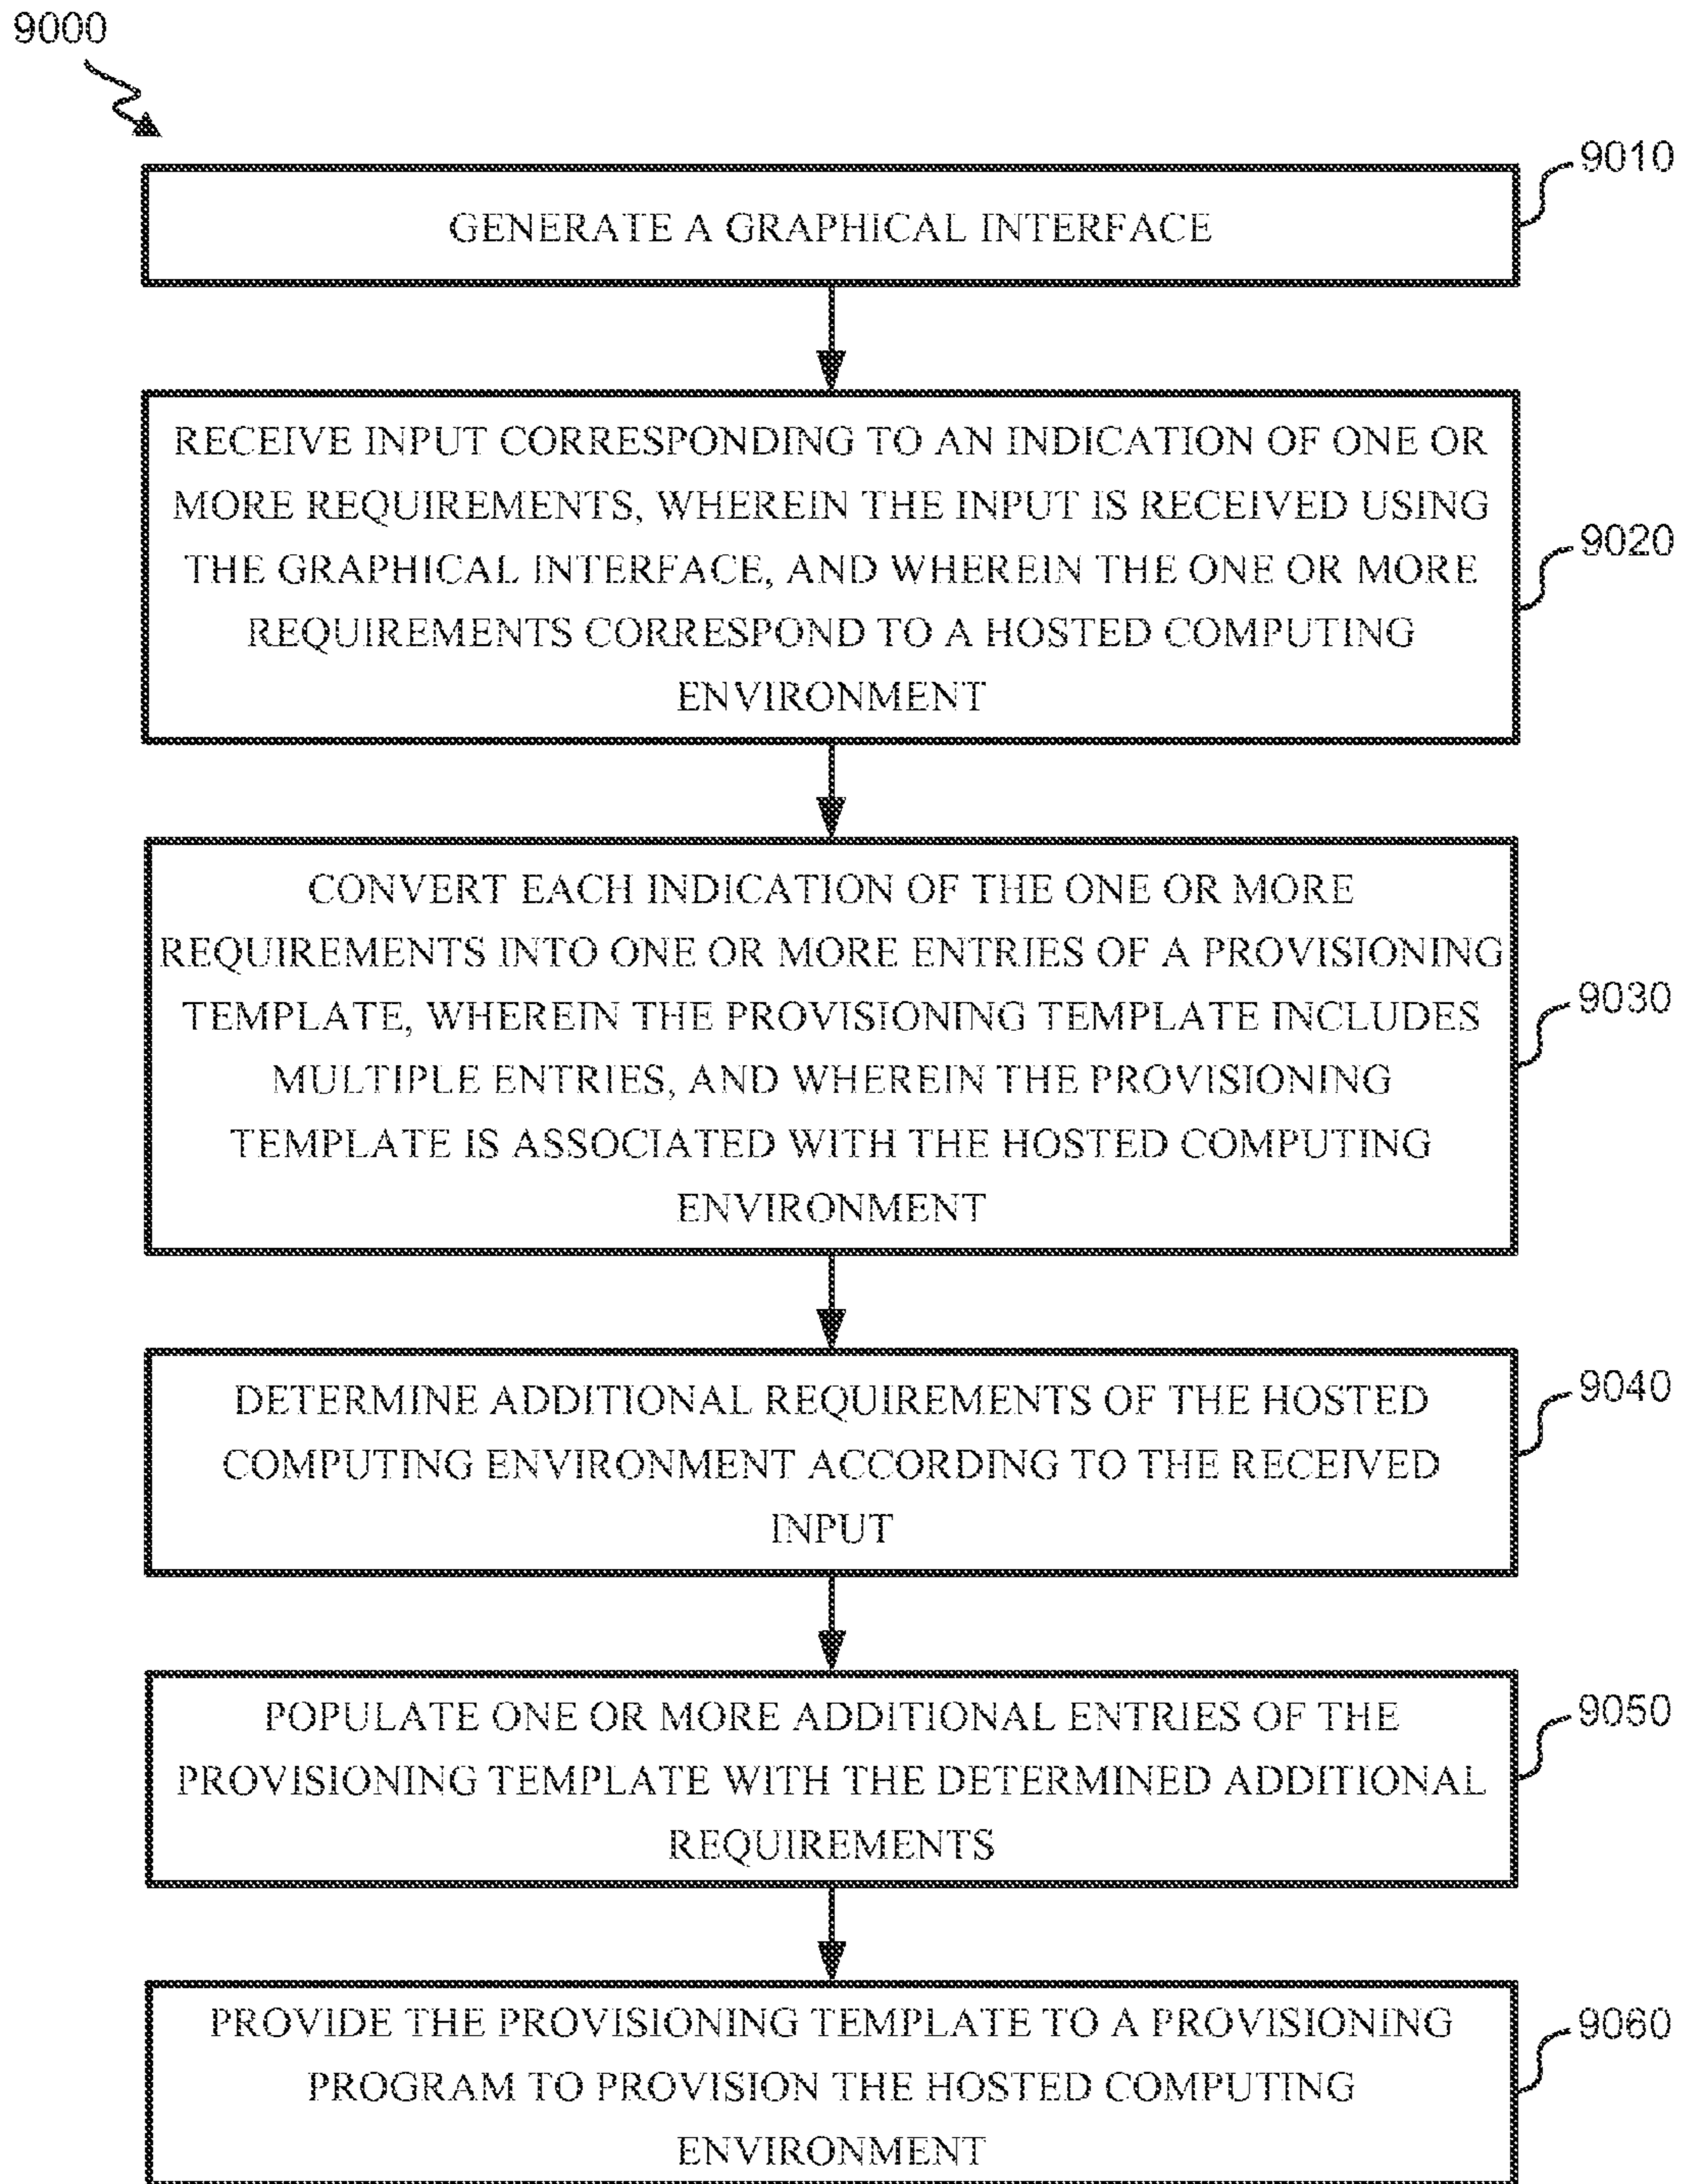 9000
9010
GENERATE A GRAPHICAL INTERFACE
RECEIVE INPUT CORRESPONDING TO AN INDICATION OF ONE OR
MORE REQUIREMENTS, WHEREIN THE INPUT IS RECEIVED USING
THE GRAPHICAL INTERFACE, AND WHEREIN THE ONE OR MORE
REQUIREMENTS CORRESPOND TO A HOSTED COMPUTING
ENVIRONMENT
9020
CONVERT EACH INDICATION OF THE ONE OR MORE
REQUIREMENTS INTO ONE OR MORE ENTRIES OF A PROVISIONING
TEMPLATE, WHEREIN THE PROVISIONING TEMPLATE INCLUDES
MULTIPLE ENTRIES, AND WHEREIN THE PROVISIONING
TEMPLATE IS ASSOCIATED WITH THE HOSTED COMPUTING
ENVIRONMENT
9030
DETERMINE ADDITIONAL REQUIREMENTS OF THE HOSTED
COMPUTING ENVIRONMENT ACCORDING TO THE RECEIVED
INPUT
9040
POPULATE ONE OR MORE ADDITIONAL ENTRIES OF THE
PROVISIONING TEMPLATE WITH THE DETERMINED ADDITIONAL
REQUIREMENTS
9050
PROVIDE THE PROVISIONING TEMPLATE TO A PROVISIONING
PROGRAM TO PROVISION THE HOSTED COMPUTING
ENVIRONMENT
9060